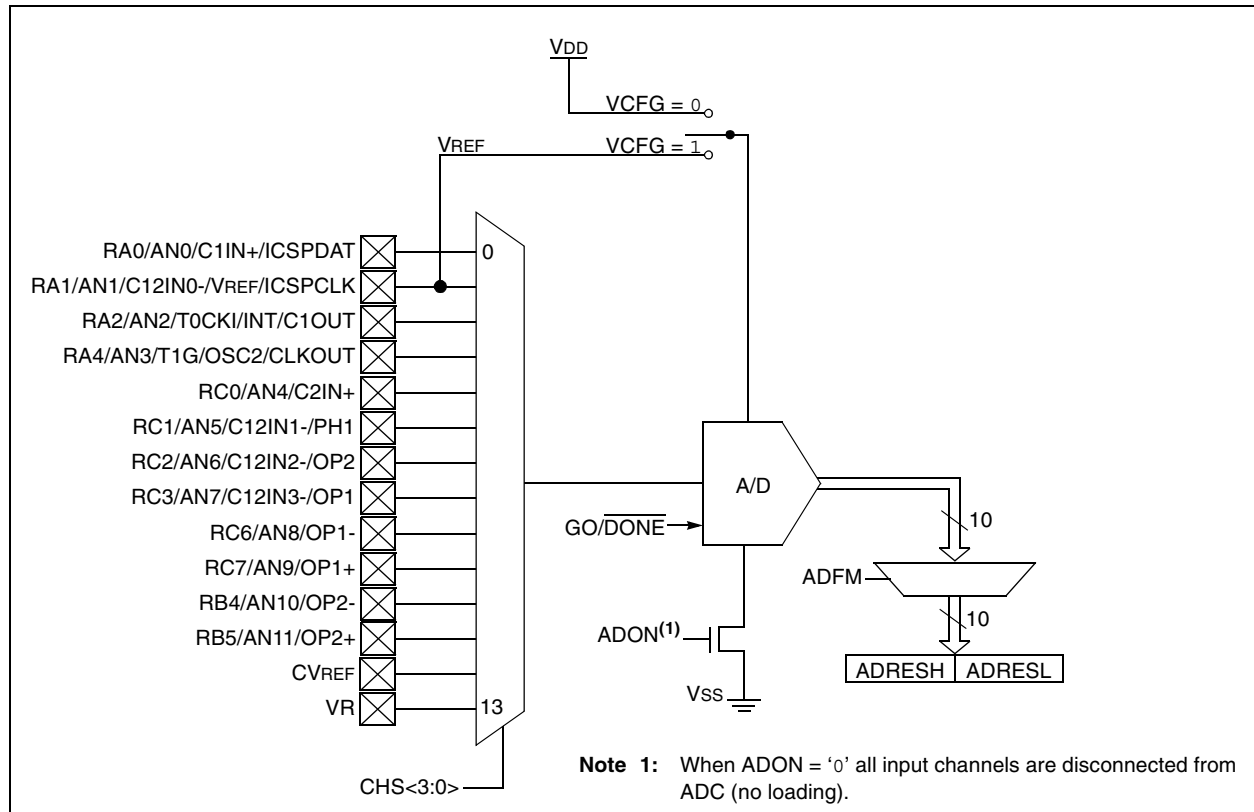 VDD
VCFG = 0
VREF
VCFG = 1
RA0/AN0/C1IN+/ICSPDAT
0
RA1/AN1/C12IN0-/VREF/ICSPCLK
RA2/AN2/T0CKI/INT/C1OUT
RA4/AN3/T1G/OSC2/CLKOUT
RC0/AN4/C2IN+
RC1/AN5/C12IN1-/PH1
RC2/AN6/C12IN2-/OP2
RC3/AN7/C12IN3-/OP1
A/D
GO/DONE
10
RC6/AN8/OP1-
RC7/AN9/OP1+
ADFM
RB4/AN10/OP2-
RB5/AN11/OP2+
10
ADON(1)
CVREF
ADRESH ADRESL
VR
13
VSS
CHS<3:0>
Note 1: When ADON = ‘0’ all input channels are disconnected from
ADC (no loading).